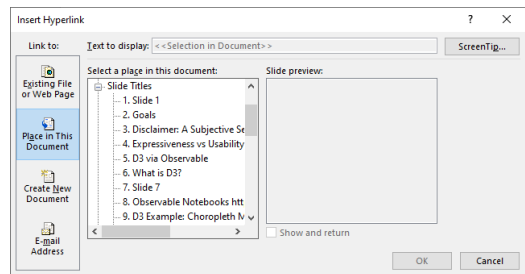 Insert Hyperlink
? ×
Link to:
Text to display: <<Selection in Document>>
ScreenTip...
Existing File
or Web Page
Place in This
Document
Create New
Document
E-mail
Address
Select a place in this document:
Slide Titles
1. Slide 1
2. Goals
3. Disclaimer: A Subjective Se
4. Expressiveness vs Usability
5. D3 via Observable
6. What is D3?
7. Slide 7
8. Observable Notebooks htt
9. D3 Example: Choropleth M
Slide preview:
Show and return
OK
Cancel